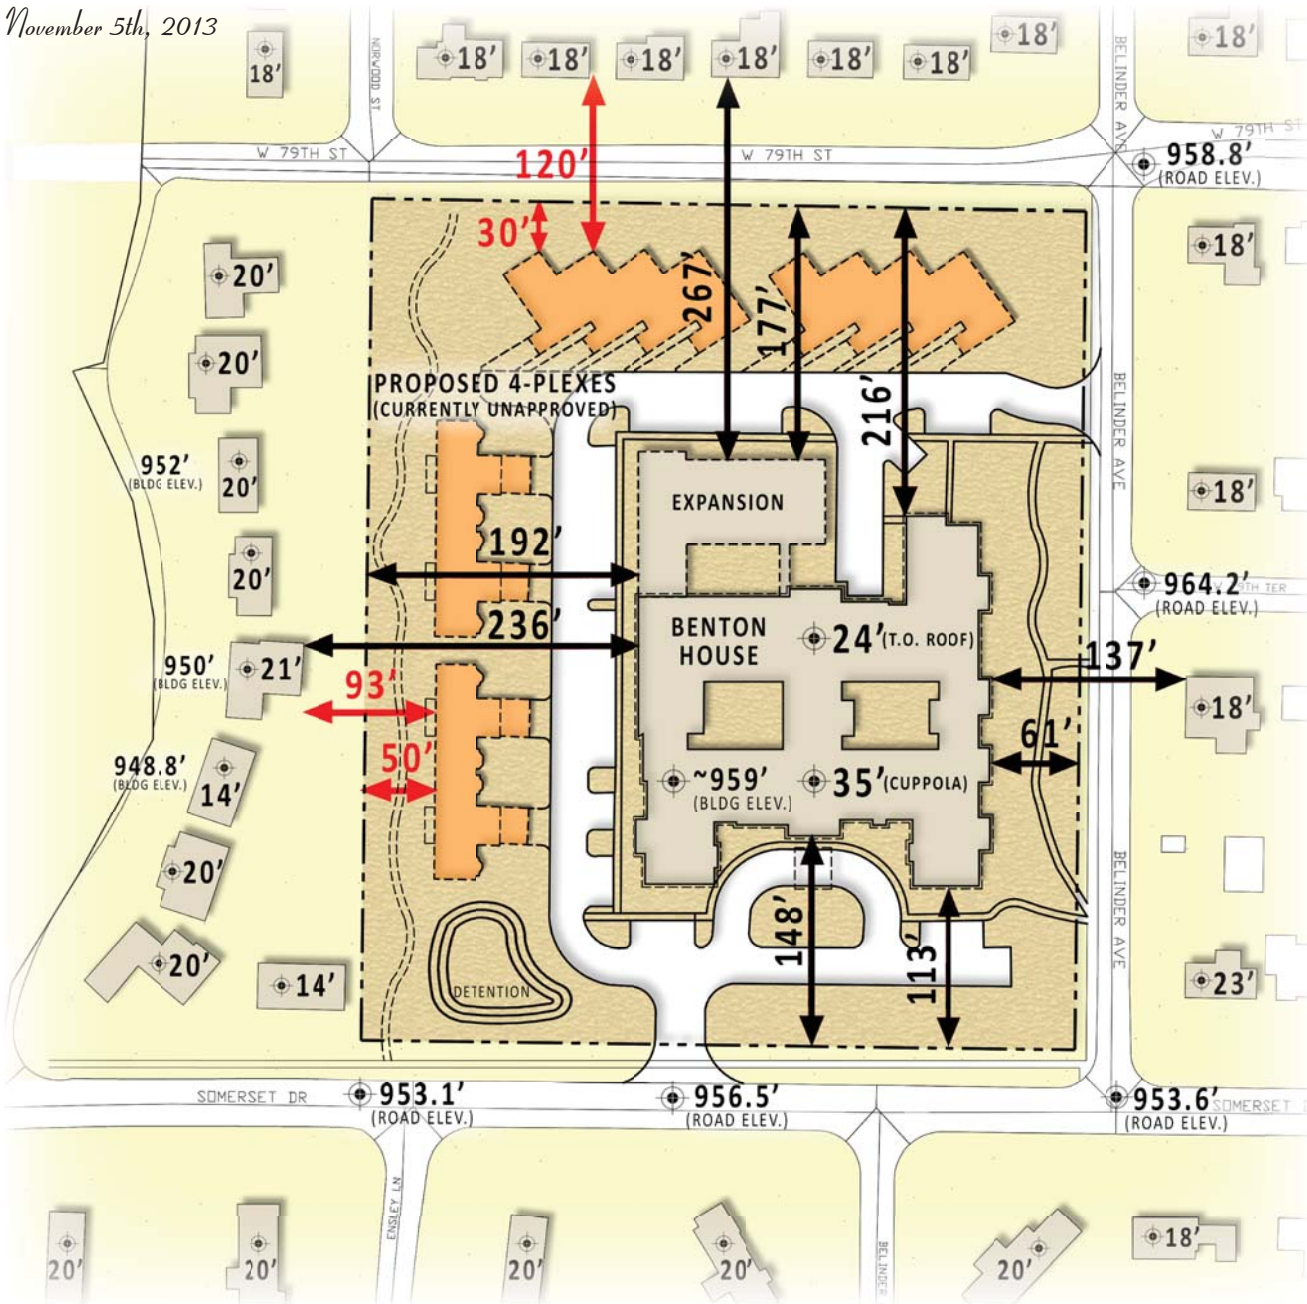 November 5th, 2013
18'
18'
18'
18'
18'
18'
18'
18'
18'
NORWOOD ST
BELINDER AVE
W 79TH ST
W 79TH ST
W 79TH ST
120'
958.8'
(ROAD ELEV.)
30'
267'
177'
216'
18'
20'
20'
PROPOSED 4-PLEXES
(CURRENTLY UNAPPROVED)
BELINDER AVE
952'
(BLDG ELEV.)
20'
EXPANSION
18'
192'
20'
964.2'
(ROAD ELEV.)
236'
BENTON
HOUSE
24' (T.O. ROOF)
137'
950'
(BLDG ELEV.)
21'
93'
18'
61'
50'
948.8'
(BLDG ELEV.)
14'
~959'
(BLDG ELEV.)
35' (CUPPOLA)
20'
BELINDER AVE
148'
113'
20'
14'
DETENTION
23'
SOMERSET DR
953.1'
(ROAD ELEV.)
956.5'
(ROAD ELEV.)
953.6'
(ROAD ELEV.)
SOMERSET
ENSLEY LN
BELINDER
20'
20'
20'
20'
20'
18'